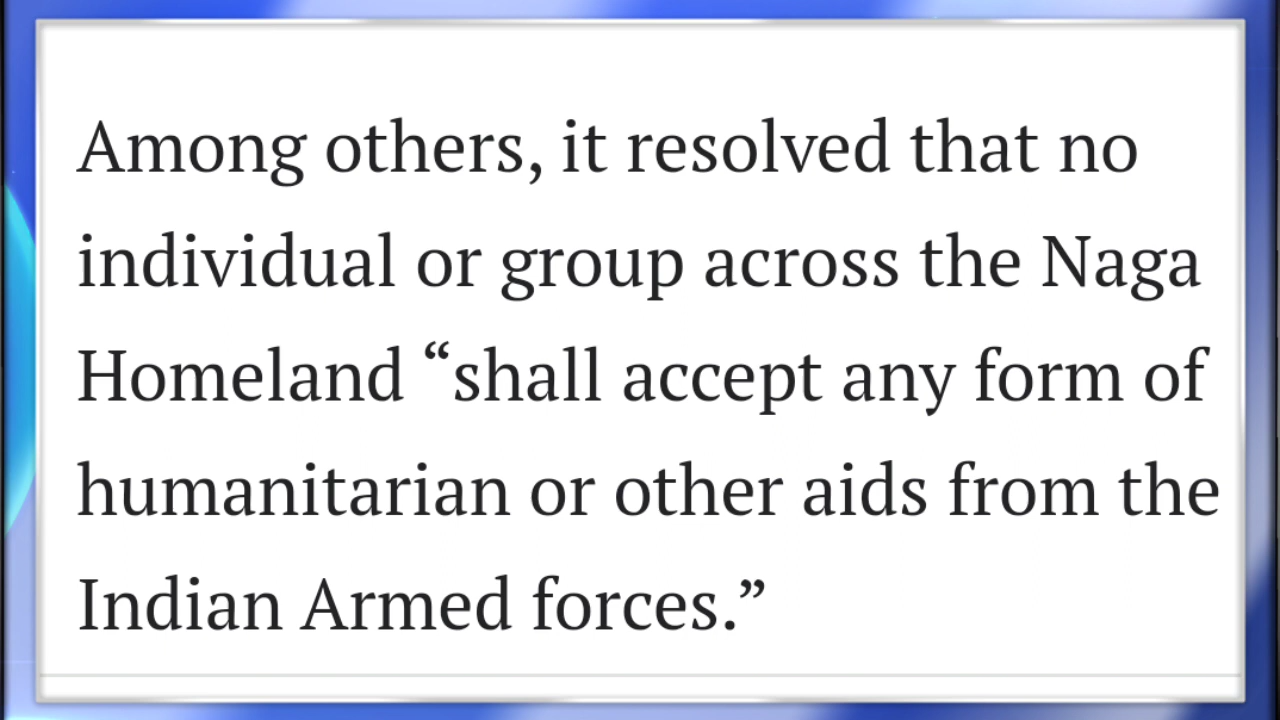 Among others, it resolved that no
individual or group across the Naga
Homeland “shall accept any form of
humanitarian or other aids from the
Indian Armed forces.”